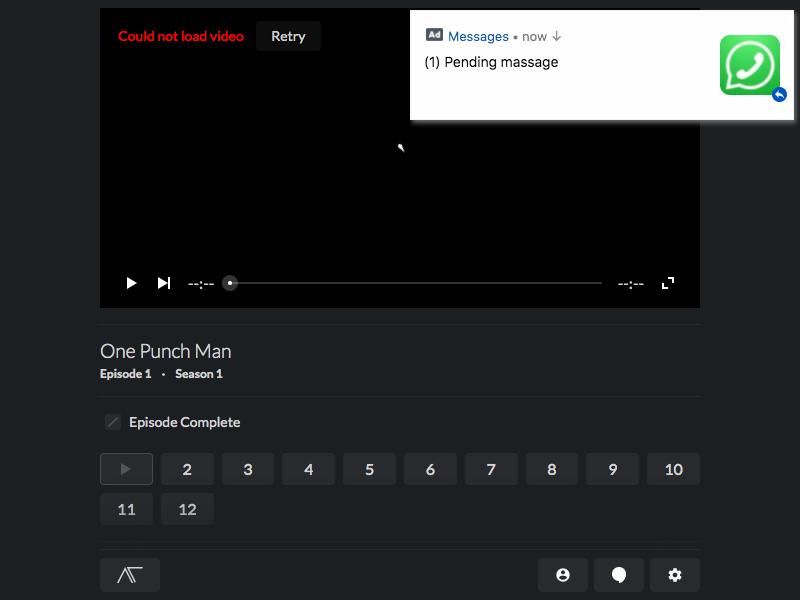 Could not load video
Retry
Ad Messages • now
(1) Pending massage
--:--
--:--
One Punch Man
Episode 1 • Season 1
Episode Complete
2 3 4 5 6 7 8 9 10
11 12